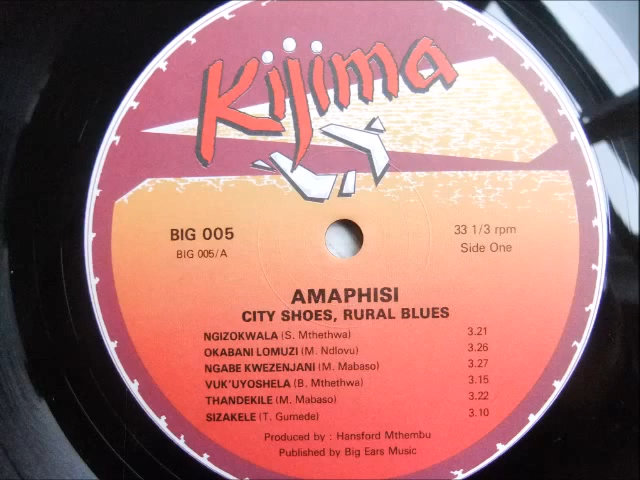 Kijima
BIG 005
BIG 005/A
33 1/3 rpm
Side One
AMAPHISI
CITY SHOES, RURAL BLUES
NGIZOKWALA (S. Mthethwa) 3.21
OKABANI LOMUZI (M. Ndlovu) 3.26
NGABE KWEZENJANI (M. Mabaso) 3.27
VUK'UYOSHELA (B. Mthethwa) 3.15
THANDEKILE (M. Mabaso) 3.22
SIZAKELE (T. Gumede) 3.10
Produced by : Hansford Mthembu
Published by Big Ears Music